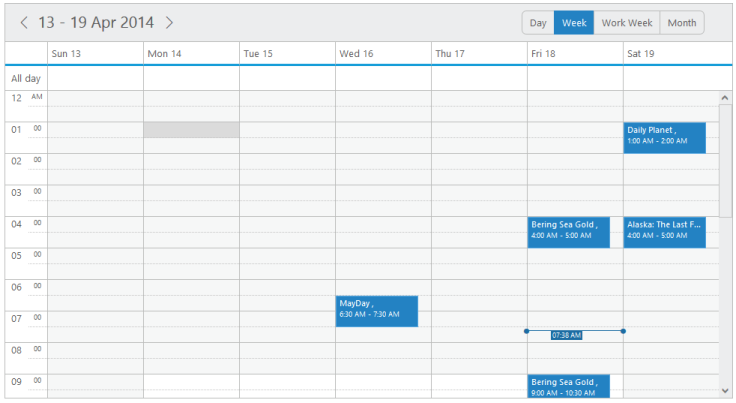 13 - 19 Apr 2014
Day Week Work Week Month
Sun 13 Mon 14 Tue 15 Wed 16 Thu 17 Fri 18 Sat 19
All day
12 AM
01 00
Daily Planet ,
1:00 AM - 2:00 AM
02 00
03 00
04 00
Bering Sea Gold ,
4:00 AM - 5:00 AM
Alaska: The Last F...
4:00 AM - 5:00 AM
05 00
06 00
MayDay ,
6:30 AM - 7:30 AM
07 00
07:38 AM
08 00
09 00
Bering Sea Gold ,
9:00 AM - 10:30 AM